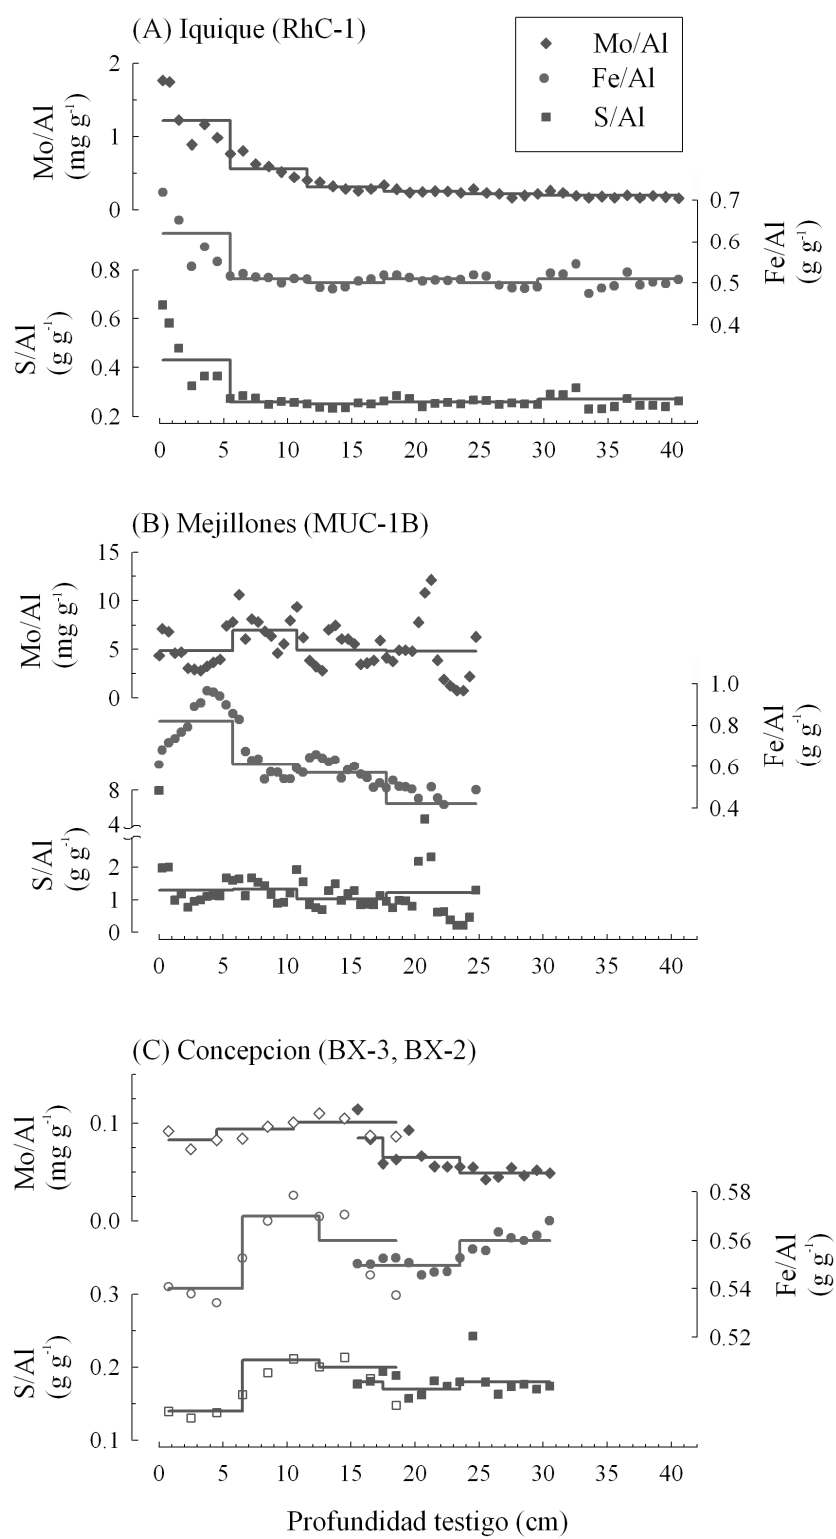 (A) Iquique (RhC-1)
Mo/Al
Fe/Al
S/Al
Mo/Al
(mg g-1)
2
1
0
Fe/Al
(g g-1)
0.7
0.6
0.5
0.4
S/Al
(g g-1)
0.8
0.6
0.4
0.2
0 5 10 15 20 25 30 35 40
(B) Mejillones (MUC-1B)
Mo/Al
(mg g-1)
15
10
5
0
Fe/Al
(g g-1)
1.0
0.8
0.6
0.4
S/Al
(g g-1)
8
4
2
1
0
0 5 10 15 20 25 30 35 40
(C) Concepcion (BX-3, BX-2)
Mo/Al
(mg g-1)
0.1
0.0
Fe/Al
(g g-1)
0.58
0.56
0.54
0.52
S/Al
(g g-1)
0.3
0.2
0.1
0 5 10 15 20 25 30 35 40
Profundidad testigo (cm)